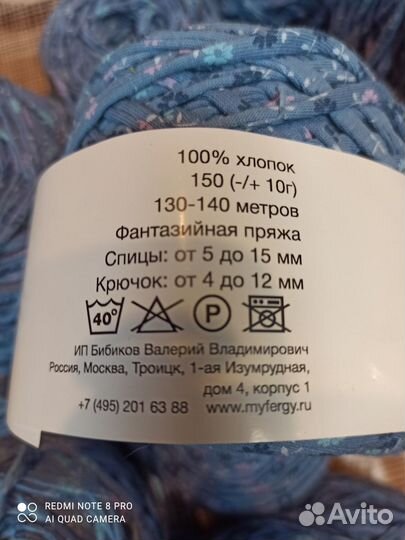 100% хлопок
150 (-/+ 10г)
130-140 метров
Фантазийная пряжа
Спицы: от 5 до 15 мм
Крючок: от 4 до 12 мм
40° P
ИП Бибиков Валерий Владимирович
Россия, Москва, Троицк, 1-ая Изумрудная,
дом 4, корпус 1
+7 (495) 201 63 88 www.myfergy.ru
REDMI NOTE 8 PRO
AI QUAD CAMERA
Avito